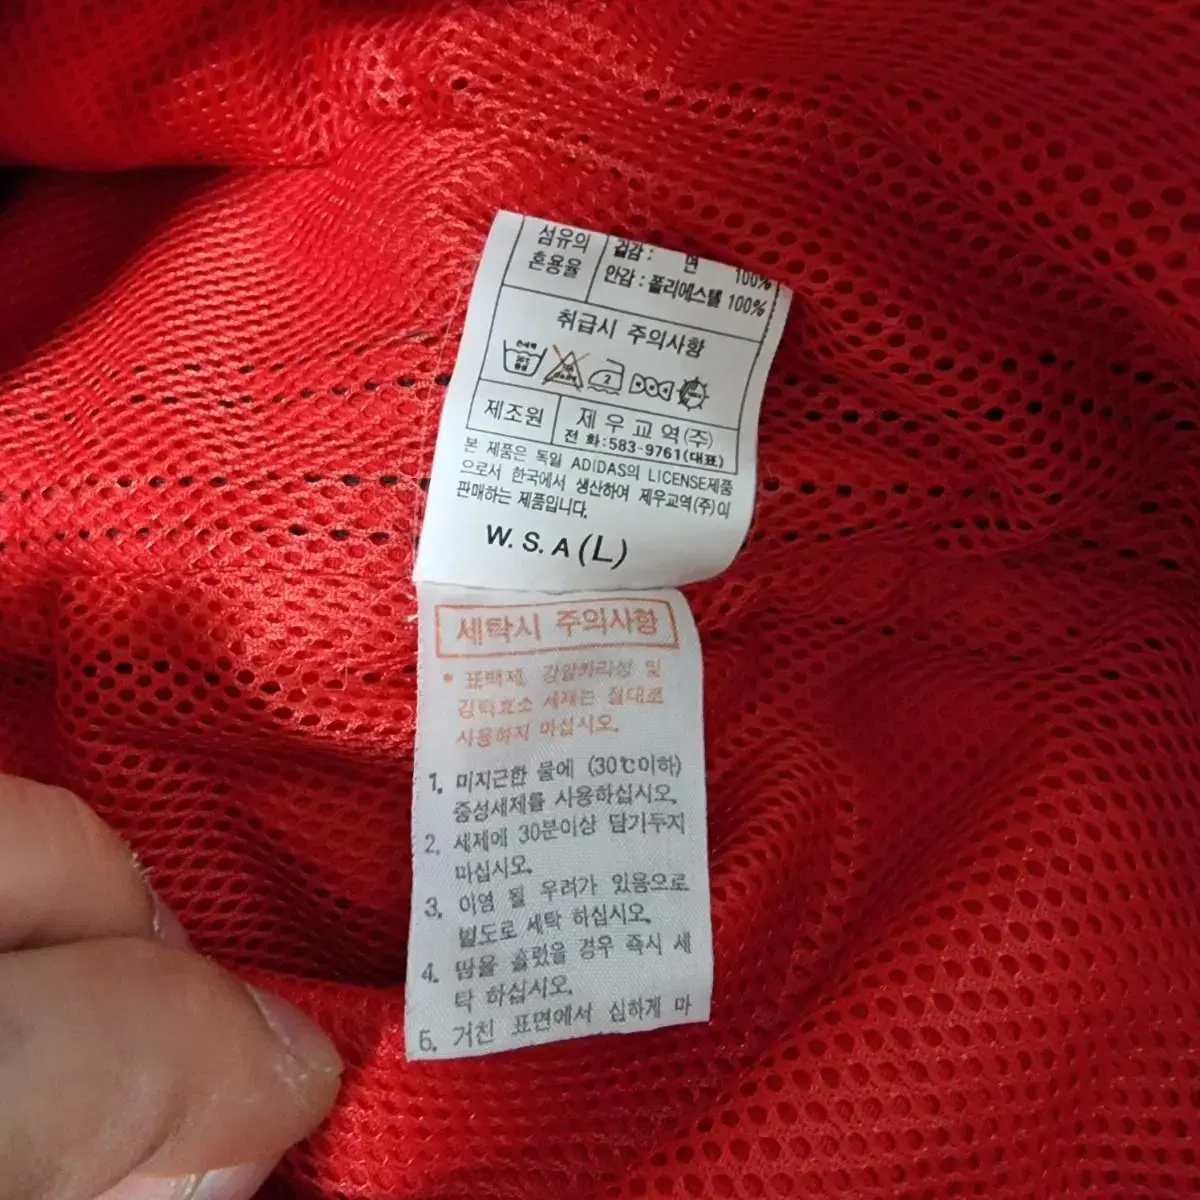 섬유의 겉감 : 면 100%
혼용율 안감 : 폴리에스텔 100%
취급시 주의사항
손세탁
2
제조원 제우교역(주)
전 화:583-9761(대표)
본 제품은 독일 ADIDAS의 LICENSE제품
으로서 한국에서 생산하여 제우교역(주)이
판매하는 제품입니다.
W.S.A(L)
세탁시 주의사항
* 표백제, 강알카리성 및
김틱효소 세재는 절대로
사용하지 마십시오.
1. 미지근한 물에 (30℃이하)
중성세제를 사용하십시오.
2. 세제에 30분이상 담기두지
마십시오.
3. 이염 될 우려가 있음으로
별도로 세탁 하십시오.
4. 땀을 흘렸을 경우 즉시 세
탁 하십시오.
5. 거친 표면에서 심하게 마